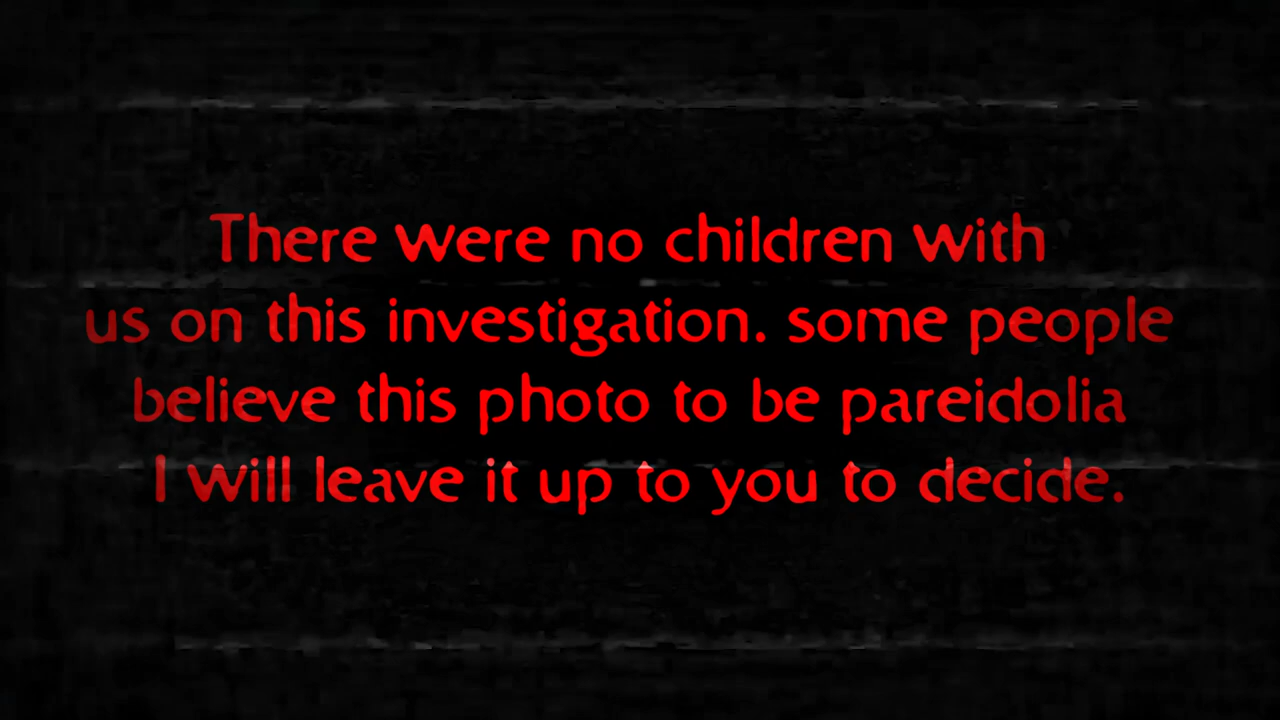 There were no children with
us on this investigation. some people
believe this photo to be pareidolia
I will leave it up to you to decide.